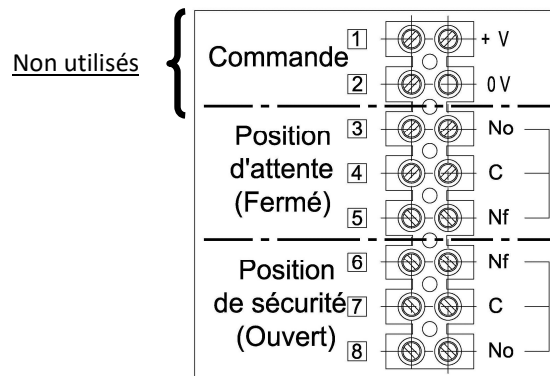 Non utilisés
Commande
1 + V
2 0 V
Position
d'attente
(Fermé)
3 No
4 C
5 Nf
Position
de sécurité
(Ouvert)
6 Nf
7 C
8 No